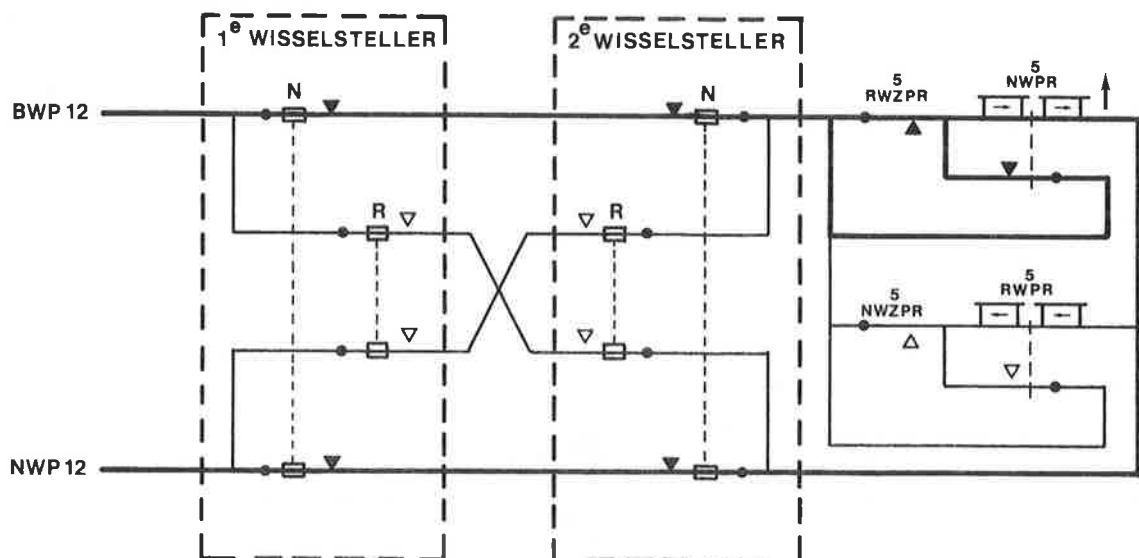 1e WISSELSTELLER
2e WISSELSTELLER
BWP 12
N
N
5
RWZPR
5
NWPR
R
R
5
NWZPR
5
RWPR
NWP 12